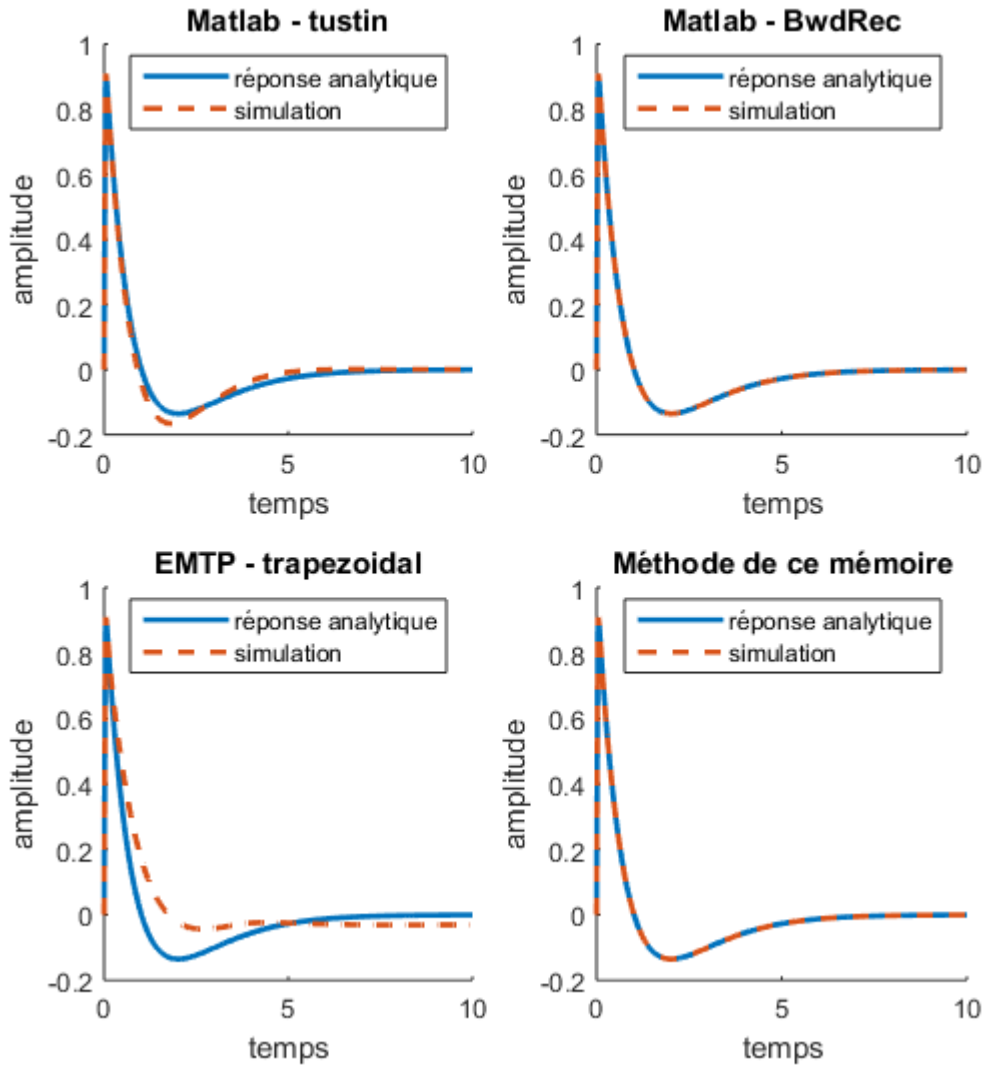 Matlab - tustin
1
0.8
0.6
0.4
0.2
0
-0.2
amplitude
réponse analytique
simulation
0
5
10
temps
Matlab - BwdRec
1
0.8
0.6
0.4
0.2
0
-0.2
amplitude
réponse analytique
simulation
0
5
10
temps
EMTP - trapezoidal
1
0.8
0.6
0.4
0.2
0
-0.2
amplitude
réponse analytique
simulation
0
5
10
temps
Méthode de ce mémoire
1
0.8
0.6
0.4
0.2
0
-0.2
amplitude
réponse analytique
simulation
0
5
10
temps